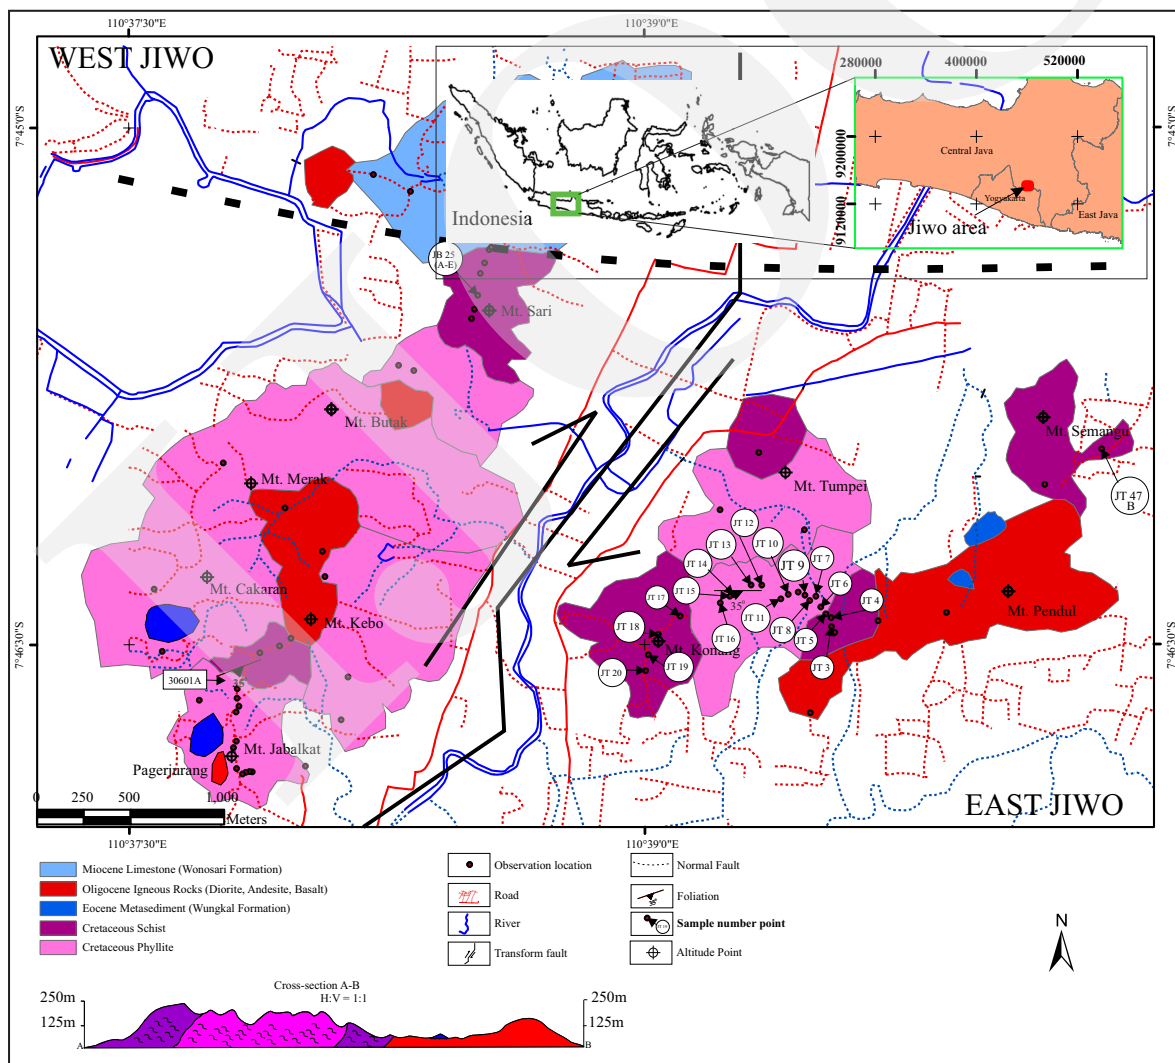 110°37'30"E
110°39'0"E
WEST JIWO
280000
400000
520000
7°45'0"S
7°45'0"S
9200000
9120000
Central Java
Yogyakarta
East Java
Jiwo area
Indonesia
JB 25
(A-E)
Mt. Sari
Mt. Butak
Mt. Merak
Mt. Semangu
Mt. Tumpei
JT 47
B
JT 12
JT 13
JT 10
JT 9
JT 7
JT 14
JT 6
JT 15
JT 4
JT 17
35°
Mt. Cakaran
Mt. Pendul
Mt. Kebo
JT 11
JT 8
JT 5
JT 16
JT 18
Mt. Konang
7°46'30"S
7°46'30"S
JT 3
JT 19
JT 20
30601A
35
Mt. Jabalkat
Pagerjurang
0
250
500
1,000
Meters
EAST JIWO
110°37'30"E
110°39'0"E
Miocene Limestone (Wonosari Formation)
Oligocene Igneous Rocks (Diorite, Andesite, Basalt)
Eocene Metasediment (Wungkal Formation)
Cretaceous Schist
Cretaceous Phyllite
Observation location
Road
River
Transform fault
Normal Fault
Foliation
Sample number point
Altitude Point
N
Cross-section A-B
H:V = 1:1
250m
125m
A
250m
125m
B